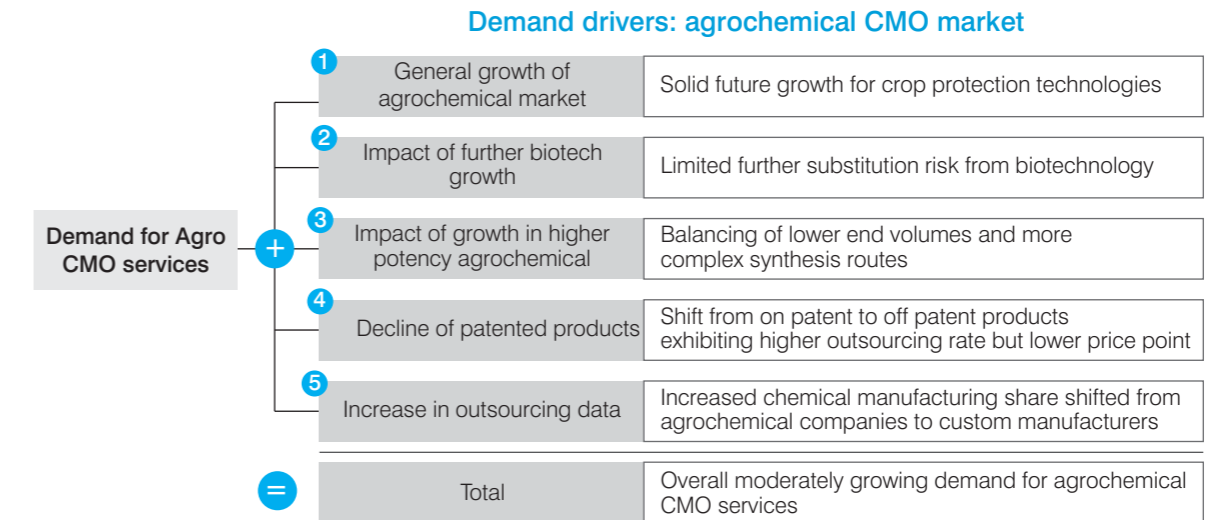 Demand drivers: agrochemical CMO market
1
General growth of
agrochemical market
Solid future growth for crop protection technologies
2
Impact of further biotech
growth
Limited further substitution risk from biotechnology
Demand for Agro
CMO services
+
3
Impact of growth in higher
potency agrochemical
Balancing of lower end volumes and more
complex synthesis routes
4
Decline of patented products
Shift from on patent to off patent products
exhibiting higher outsourcing rate but lower price point
5
Increase in outsourcing data
Increased chemical manufacturing share shifted from
agrochemical companies to custom manufacturers
=
Total
Overall moderately growing demand for agrochemical
CMO services